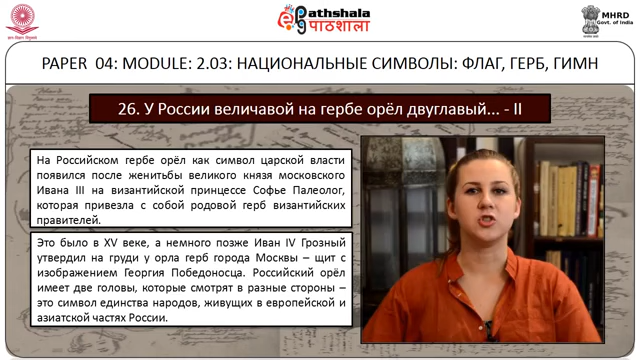 ePathshala
पाठशाला
MHRD
Govt. of India
PAPER 04: MODULE: 2.03: НАЦИОНАЛЬНЫЕ СИМВОЛЫ: ФЛАГ, ГЕРБ, ГИМН
26. У России величавой на гербе орёл двуглавый... - II
На Российском гербе орёл как символ царской власти
появился после женитьбы великого князя московского
Ивана III на византийской принцессе Софье Палеолог,
которая привезла с собой родовой герб византийских
правителей.
Это было в XV веке, а немного позже Иван IV Грозный
утвердил на груди у орла герб города Москвы – щит с
изображением Георгия Победоносца. Российский орёл
имеет две головы, которые смотрят в разные стороны –
это символ единства народов, живущих в европейской и
азиатской частях России.